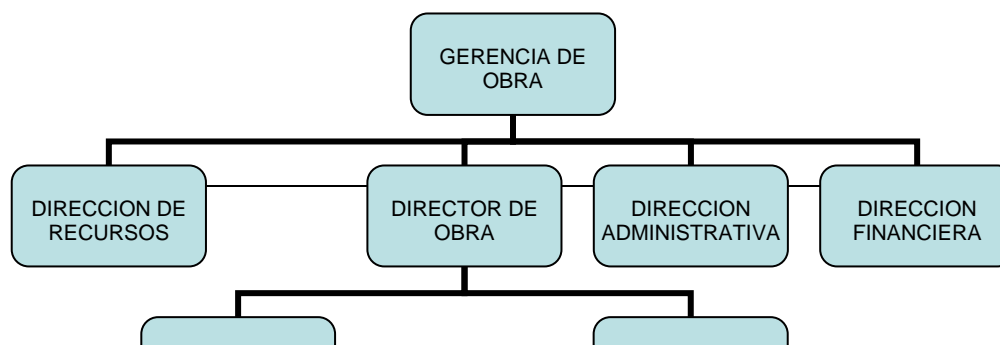 GERENCIA DE
OBRA
DIRECCION DE
RECURSOS
DIRECTOR DE
OBRA
DIRECCION
ADMINISTRATIVA
DIRECCION
FINANCIERA